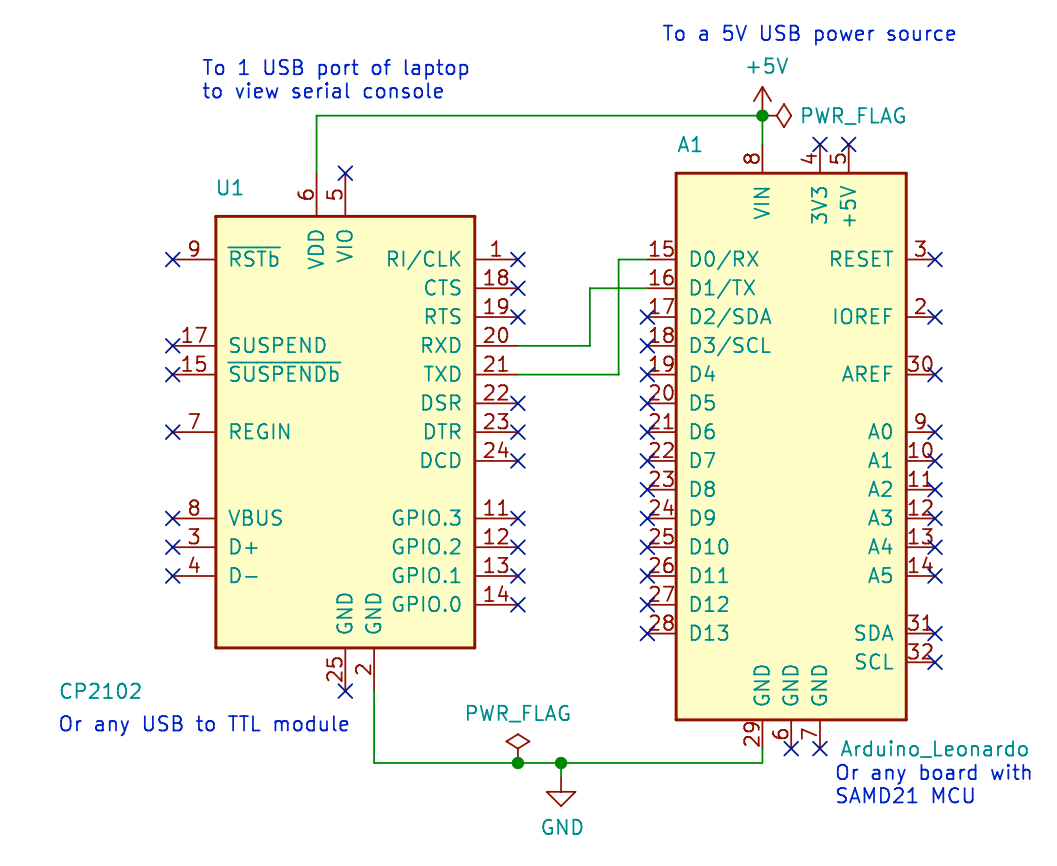 To a 5V USB power source
+5V
To 1 USB port of laptop
to view serial console
PWR_FLAG
A1
U1
6
5
8
4
5
VDD
VIO
VIN
3V3
+5V
9 RSTb
17 SUSPEND
15 SUSPENDb
7 REGIN
8 VBUS
3 D+
4 D-
RI/CLK 1
CTS 18
RTS 19
RXD 20
TXD 21
DSR 22
DTR 23
DCD 24
GPIO.3 11
GPIO.2 12
GPIO.1 13
GPIO.0 14
GND
GND
25
2
15 D0/RX
16 D1/TX
17 D2/SDA
18 D3/SCL
19 D4
20 D5
21 D6
22 D7
23 D8
24 D9
25 D10
26 D11
27 D12
28 D13
RESET 3
IOREF 2
AREF 30
A0 9
A1 10
A2 11
A3 12
A4 13
A5 14
SDA 31
SCL 32
GND
GND
GND
29
6
7
CP2102
Or any USB to TTL module
PWR_FLAG
GND
Arduino_Leonardo
Or any board with
SAMD21 MCU